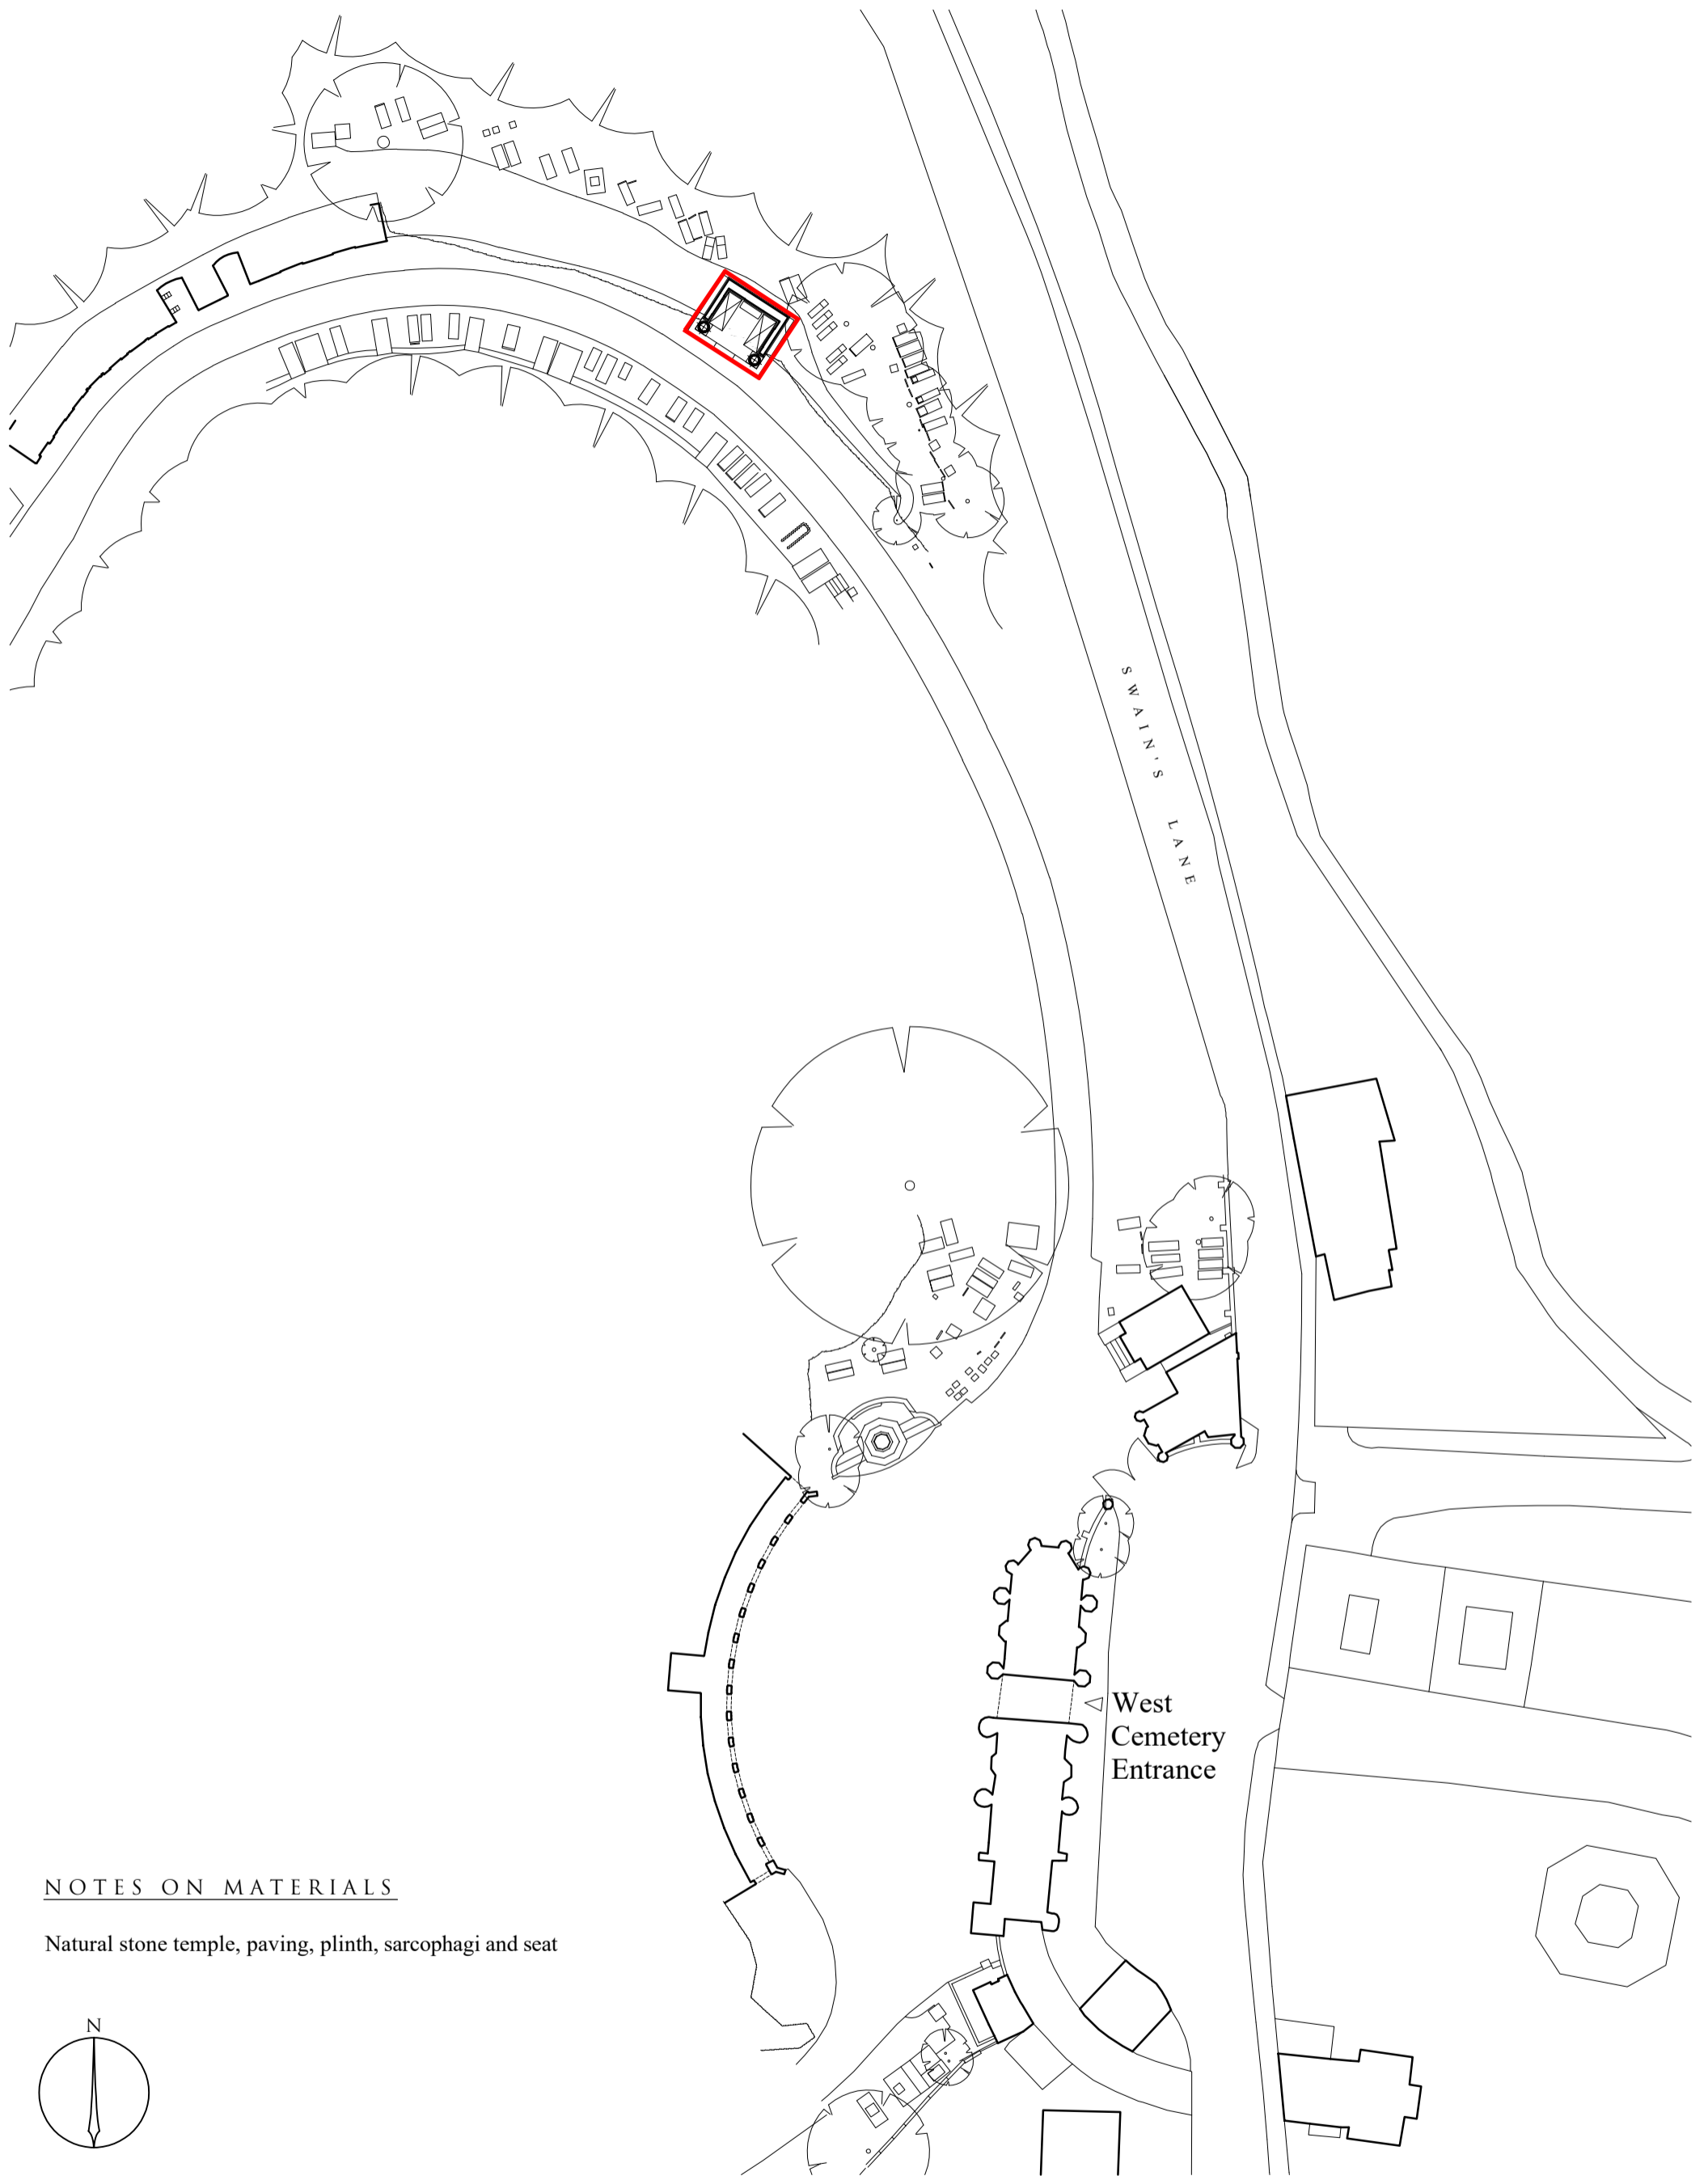 SWAIN'S LANE
West
Cemetery
Entrance
NOTES ON MATERIALS
Natural stone temple, paving, plinth, sarcophagi and seat
N